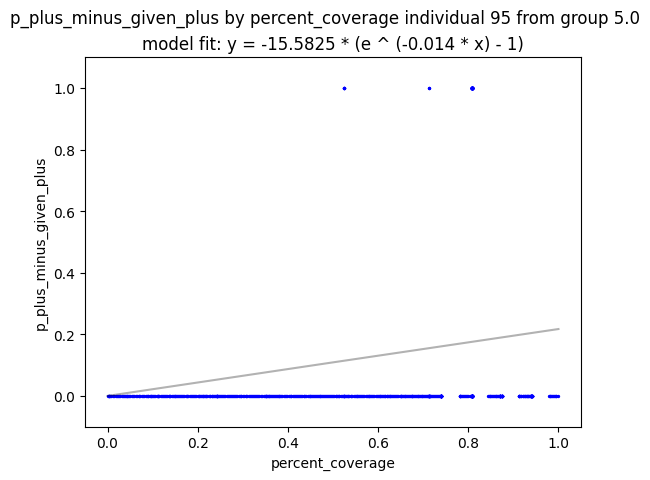 p_plus_minus_given_plus by percent_coverage individual 95 from group 5.0
model fit: y = -15.5825 * (e ^ (-0.014 * x) - 1)
1.0
0.8
0.6
0.4
0.2
0.0
p_plus_minus_given_plus
0.0 0.2 0.4 0.6 0.8 1.0
percent_coverage